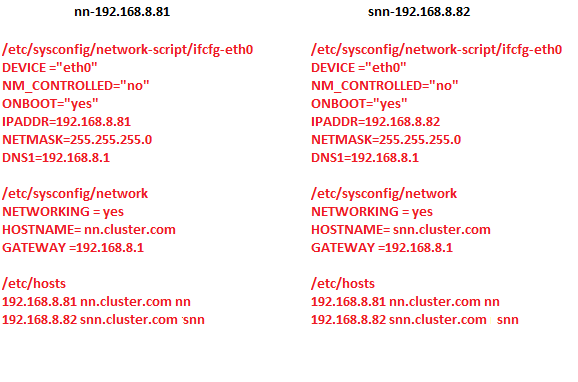 nn-192.168.8.81
/etc/sysconfig/network-script/ifcfg-eth0
DEVICE ="eth0"
NM_CONTROLLED="no"
ONBOOT="yes"
IPADDR=192.168.8.81
NETMASK=255.255.255.0
DNS1=192.168.8.1
/etc/sysconfig/network
NETWORKING = yes
HOSTNAME= nn.cluster.com
GATEWAY =192.168.8.1
/etc/hosts
192.168.8.81 nn.cluster.com nn
192.168.8.82 snn.cluster.com snn
snn-192.168.8.82
/etc/sysconfig/network-script/ifcfg-eth0
DEVICE ="eth0"
NM_CONTROLLED="no"
ONBOOT="yes"
IPADDR=192.168.8.82
NETMASK=255.255.255.0
DNS1=192.168.8.1
/etc/sysconfig/network
NETWORKING = yes
HOSTNAME= snn.cluster.com
GATEWAY =192.168.8.1
/etc/hosts
192.168.8.81 nn.cluster.com nn
192.168.8.82 snn.cluster.com snn